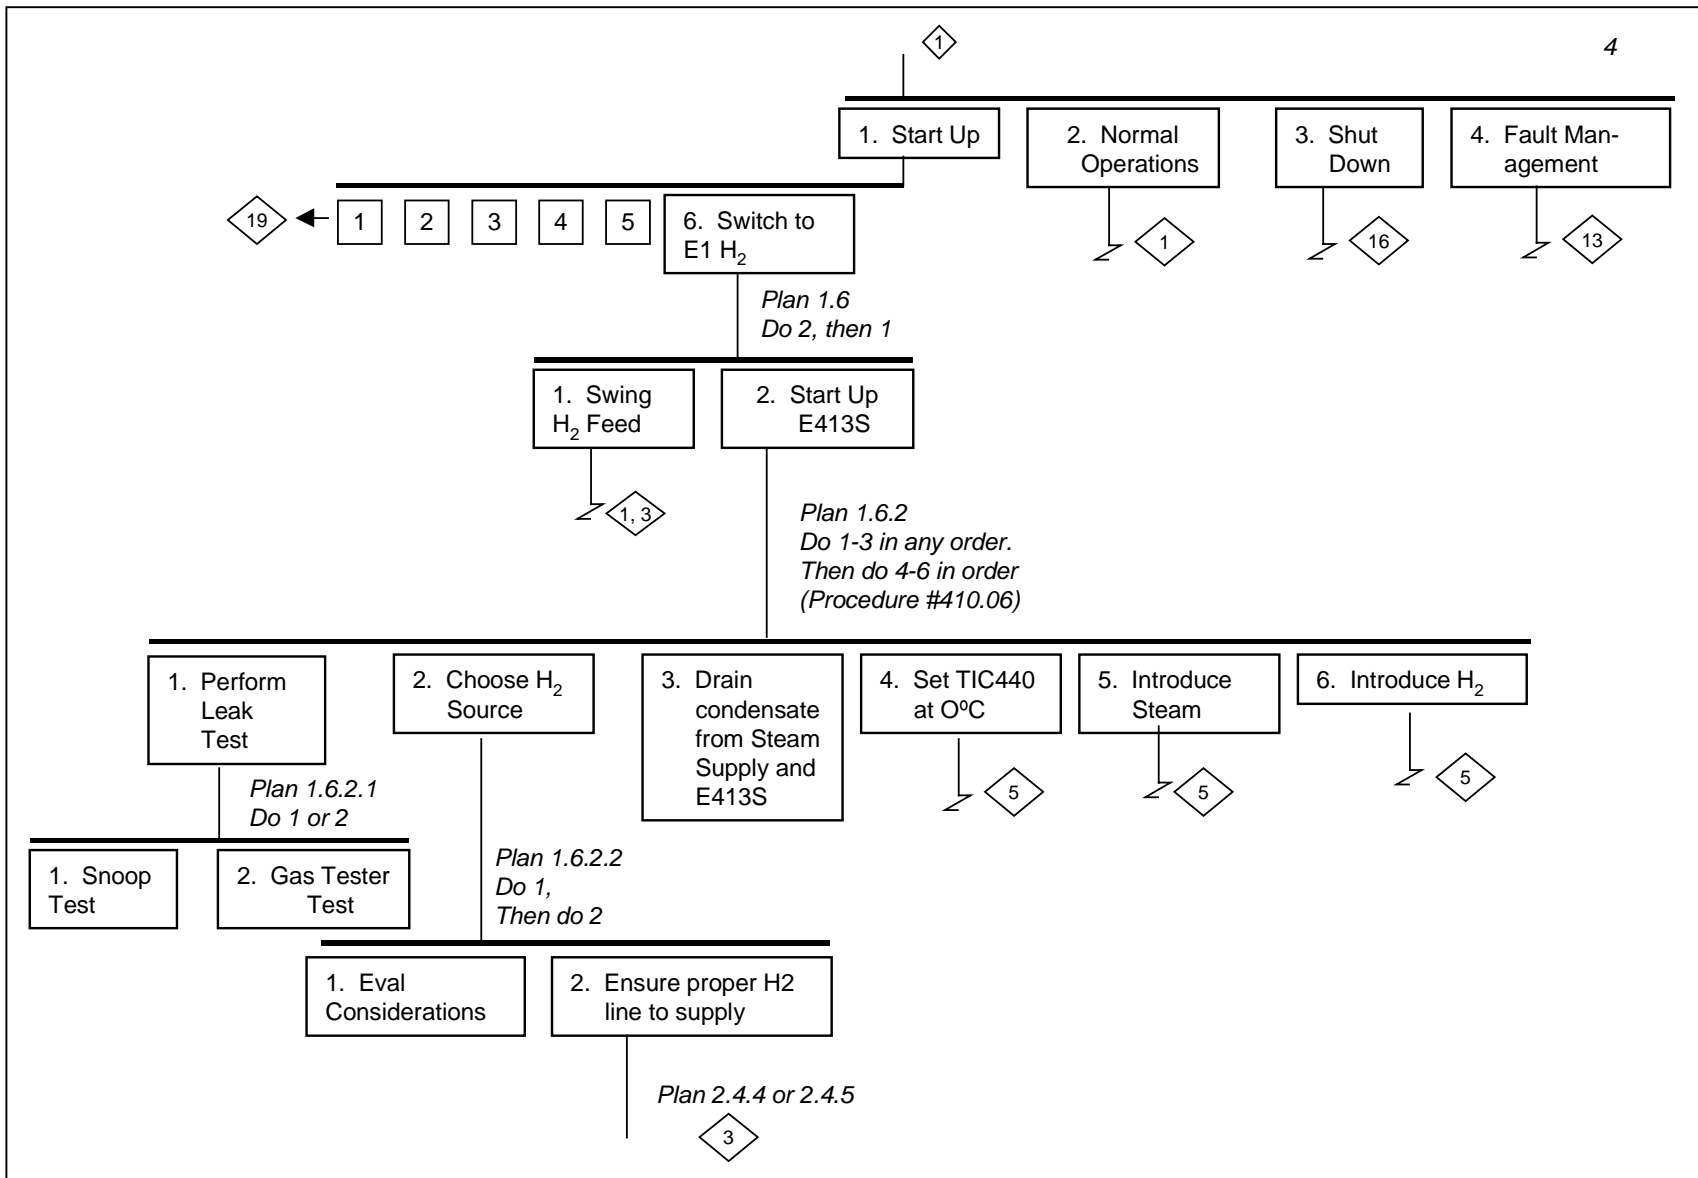 1
4
1. Start Up
2. Normal
Operations
3. Shut
Down
4. Fault Man-
agement
19
1
2
3
4
5
6. Switch to
E1 H2
1
16
13
Plan 1.6
Do 2, then 1
1. Swing
H2 Feed
2. Start Up
E413S
1, 3
Plan 1.6.2
Do 1-3 in any order.
Then do 4-6 in order
(Procedure #410.06)
1. Perform
Leak
Test
2. Choose H2
Source
3. Drain
condensate
from Steam
Supply and
E413S
4. Set TIC440
at OºC
5. Introduce
Steam
6. Introduce H2
5
5
5
Plan 1.6.2.1
Do 1 or 2
1. Snoop
Test
2. Gas Tester
Test
Plan 1.6.2.2
Do 1,
Then do 2
1. Eval
Considerations
2. Ensure proper H2
line to supply
Plan 2.4.4 or 2.4.5
3